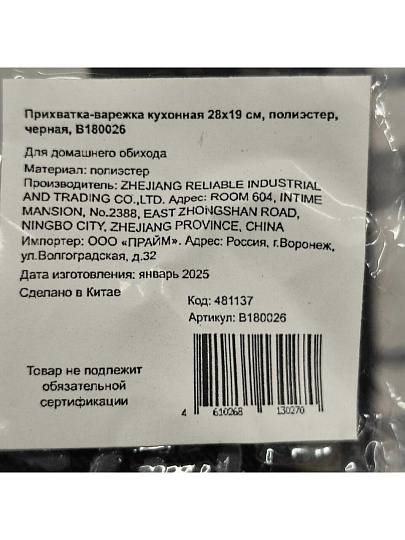 Прихватка-варежка кухонная 28x19 см, полиэстер,
черная, B180026
Для домашнего обихода
Материал: полиэстер
Производитель: ZHEJIANG RELIABLE INDUSTRIAL
AND TRADING CO.,LTD. Адрес: ROOM 604, INTIME
MANSION, No.2388, EAST ZHONGSHAN ROAD,
NINGBO CITY, ZHEJIANG PROVINCE, CHINA
Импортер: ООО «ПРАЙМ». Адрес: Россия, г.Воронеж,
ул.Волгоградская, д.32
Дата изготовления: январь 2025
Сделано в Китае
Код: 481137
Артикул: B180026
Товар не подлежит
обязательной
сертификации
4 610268 130270